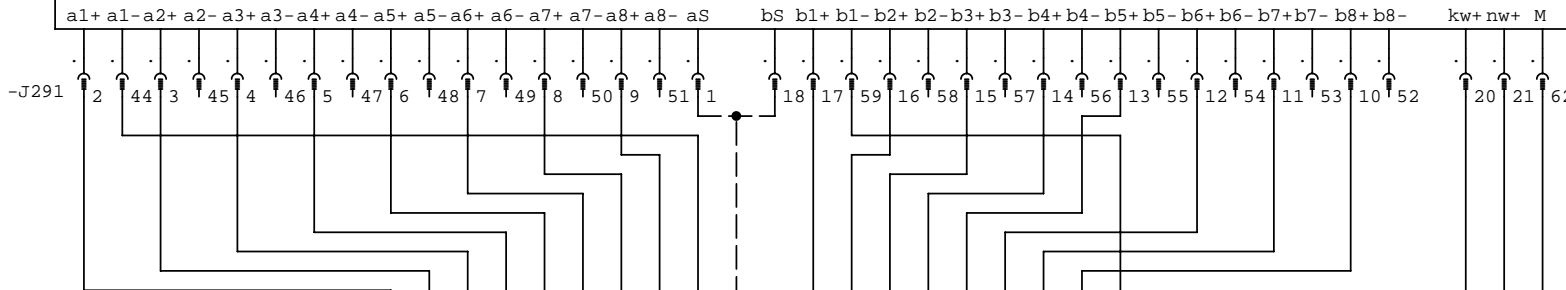 a1+ a1- a2+ a2- a3+ a3- a4+ a4- a5+ a5- a6+ a6- a7+ a7- a8+ a8- aS bS b1+ b1- b2+ b2- b3+ b3- b4+ b4- b5+ b5- b6+ b6- b7+ b7- b8+ b8- kw+ nw+ M
-J291 2 44 3 45 4 46 5 47 6 48 7 49 8 50 9 51 1 18 17 59 16 58 15 57 14 56 13 55 12 54 11 53 10 52 20 21 62